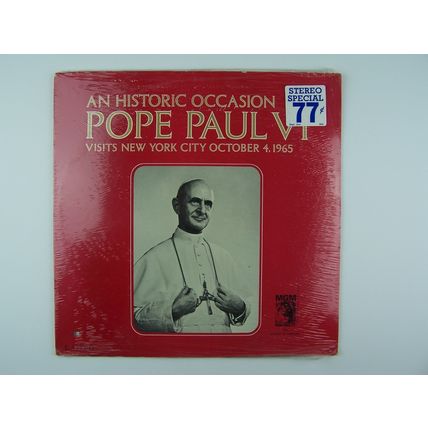 AN HISTORIC OCCASION
STEREO
SPECIAL
77¢
POPE PAUL VI
VISITS NEW YORK CITY OCTOBER 4, 1965
MGM